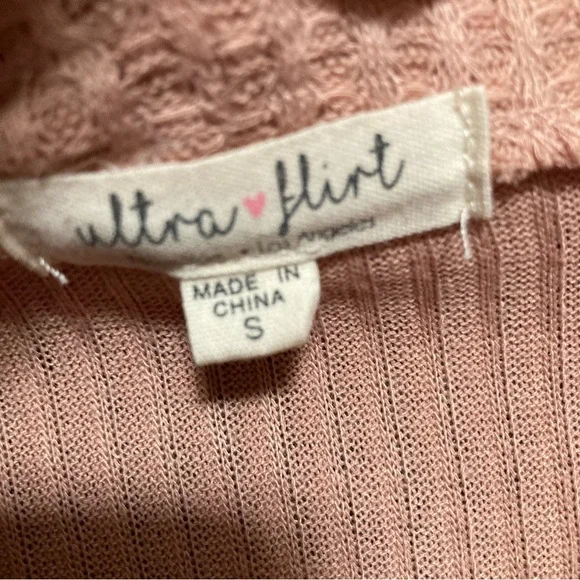 ultra flirt
Los Angeles
MADE IN
CHINA
S